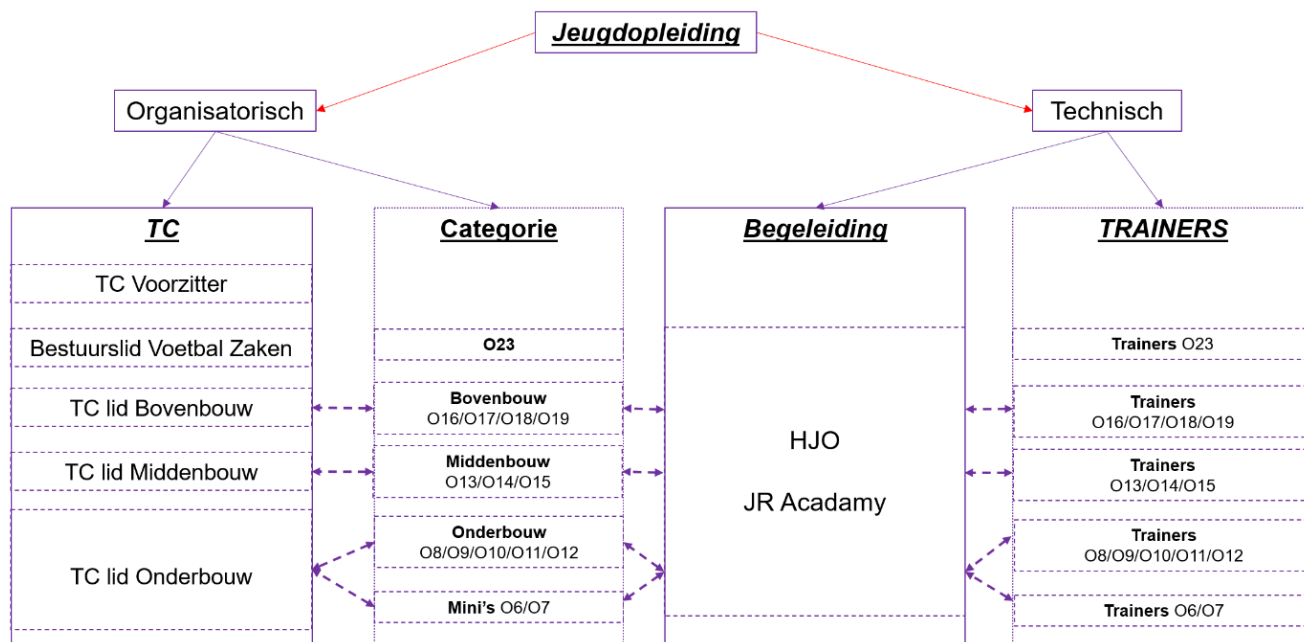 Jeugdopleiding
Organisatorisch
Technisch
TC
TC Voorzitter
Bestuurslid Voetbal Zaken
TC lid Bovenbouw
TC lid Middenbouw
TC lid Onderbouw
Categorie
O23
Bovenbouw
O16/O17/O18/O19
Middenbouw
O13/O14/O15
Onderbouw
O8/O9/O10/O11/O12
Mini's O6/O7
Begeleiding
HJO
JR Acadamy
TRAINERS
Trainers O23
Trainers
O16/O17/O18/O19
Trainers
O13/O14/O15
Trainers
O8/O9/O10/O11/O12
Trainers O6/O7